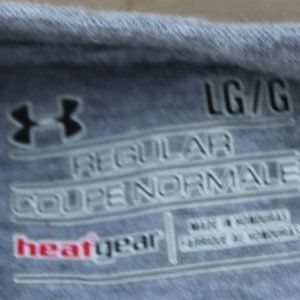 LG/G
REGULAR
COUPE NORMALE
heatgear
MADE IN HONDURAS
FABRIQUÉ AU HONDURAS